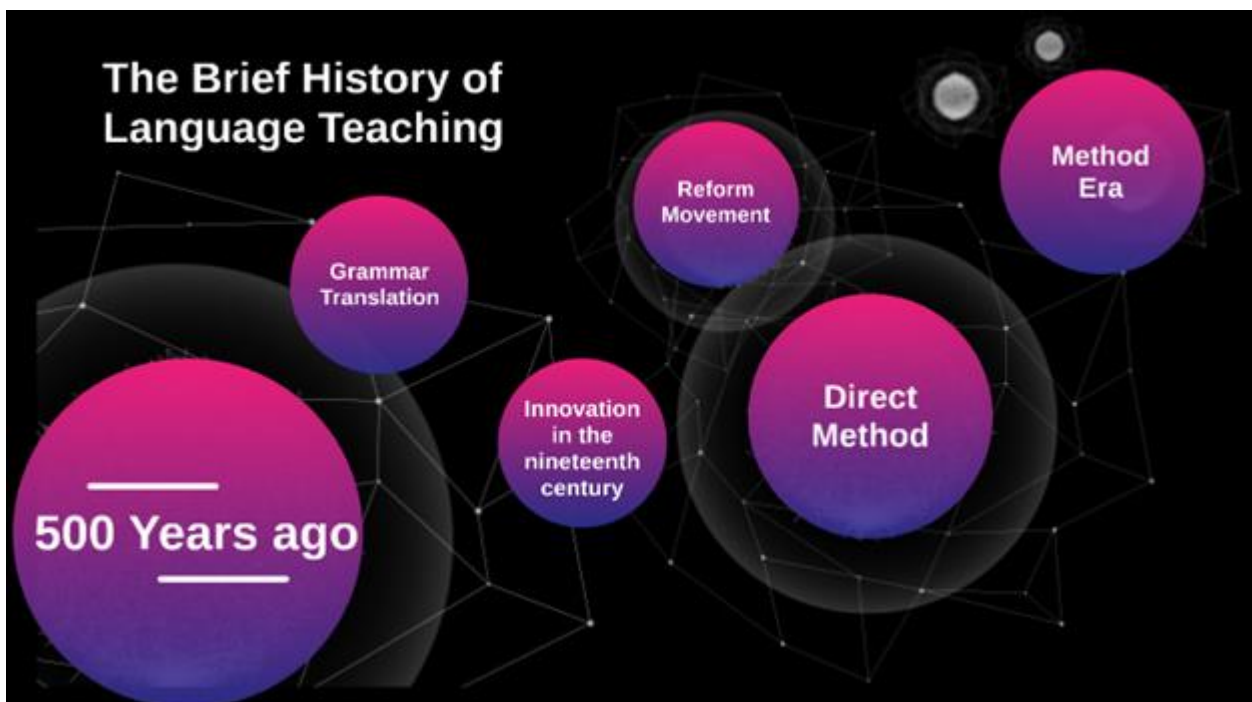 The Brief History of
Language Teaching
500 Years ago
Grammar
Translation
Innovation
in the
nineteenth
century
Reform
Movement
Direct
Method
Method
Era